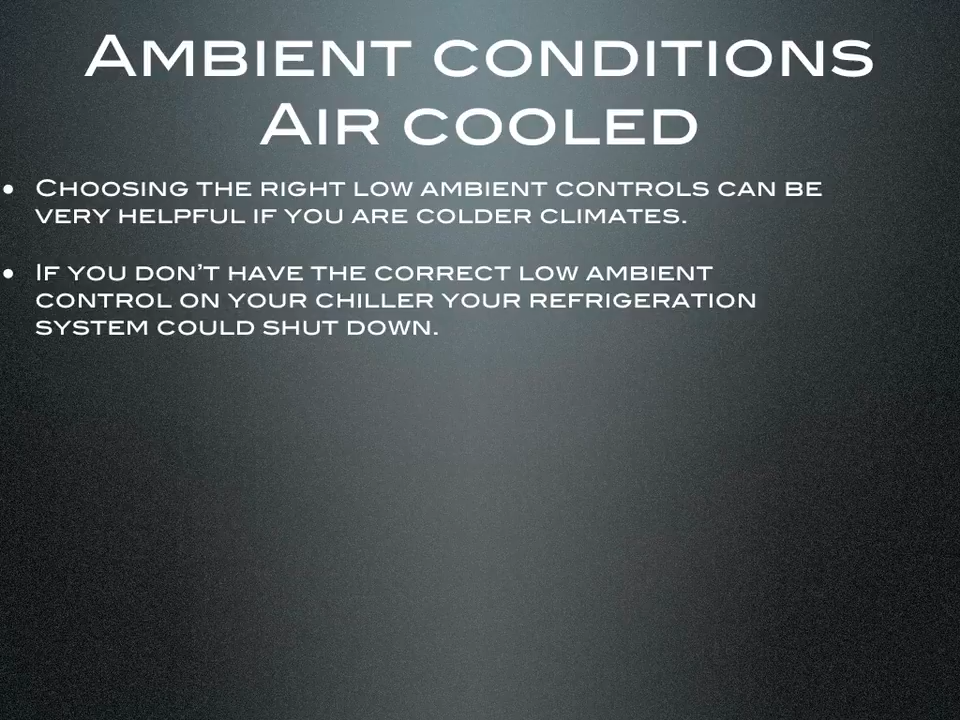 Ambient conditions
Air cooled
• Choosing the right low ambient controls can be
very helpful if you are colder climates.
• If you don't have the correct low ambient
control on your chiller your refrigeration
system could shut down.